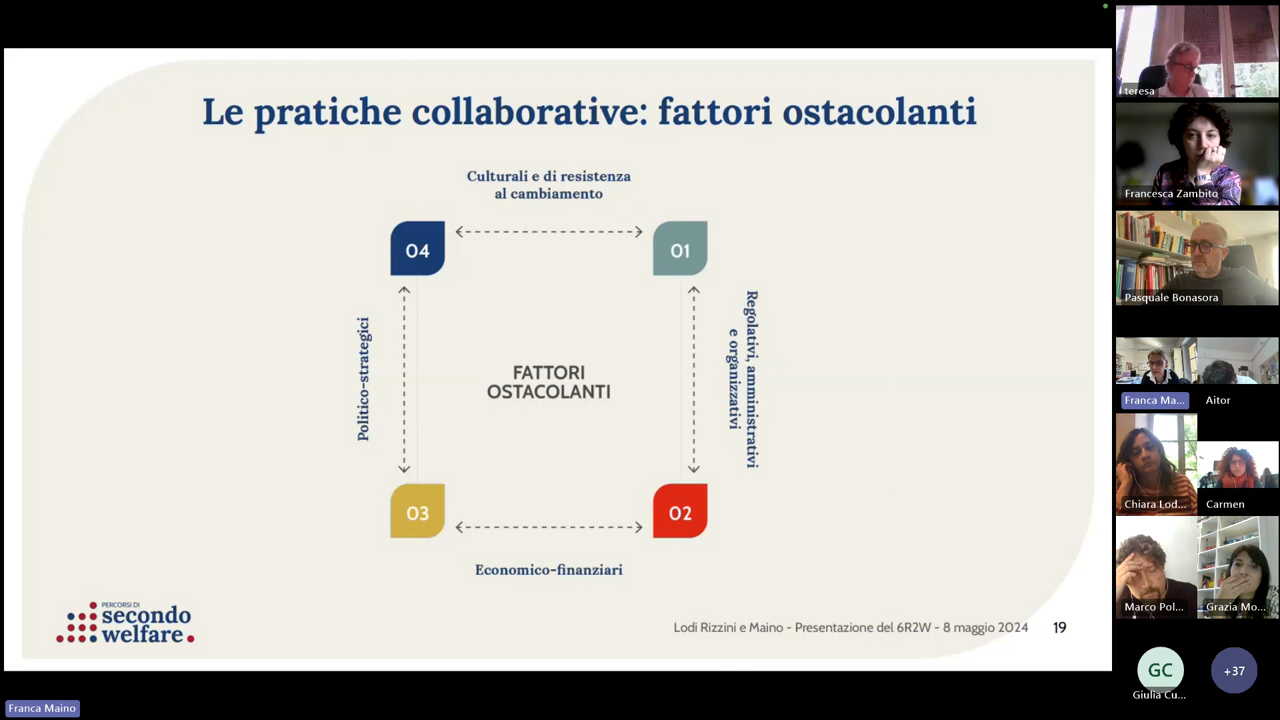 Le pratiche collaborative: fattori ostacolanti
Culturali e di resistenza
al cambiamento
04
01
Politico-strategici
Regolativi, amministrativi
e organizzativi
FATTORI
OSTACOLANTI
03
02
Economico-finanziari
PERCORSI DI
secondo
welfare
Lodi Rizzini e Maino - Presentazione del 6R2W - 8 maggio 2024
19
Franca Maino
teresa
Francesca Zambito
Pasquale Bonasora
Franca Ma...
Aitor
Chiara Lod...
Carmen
Marco Pol...
Grazia Mo...
GC
Giulia Cu...
+37